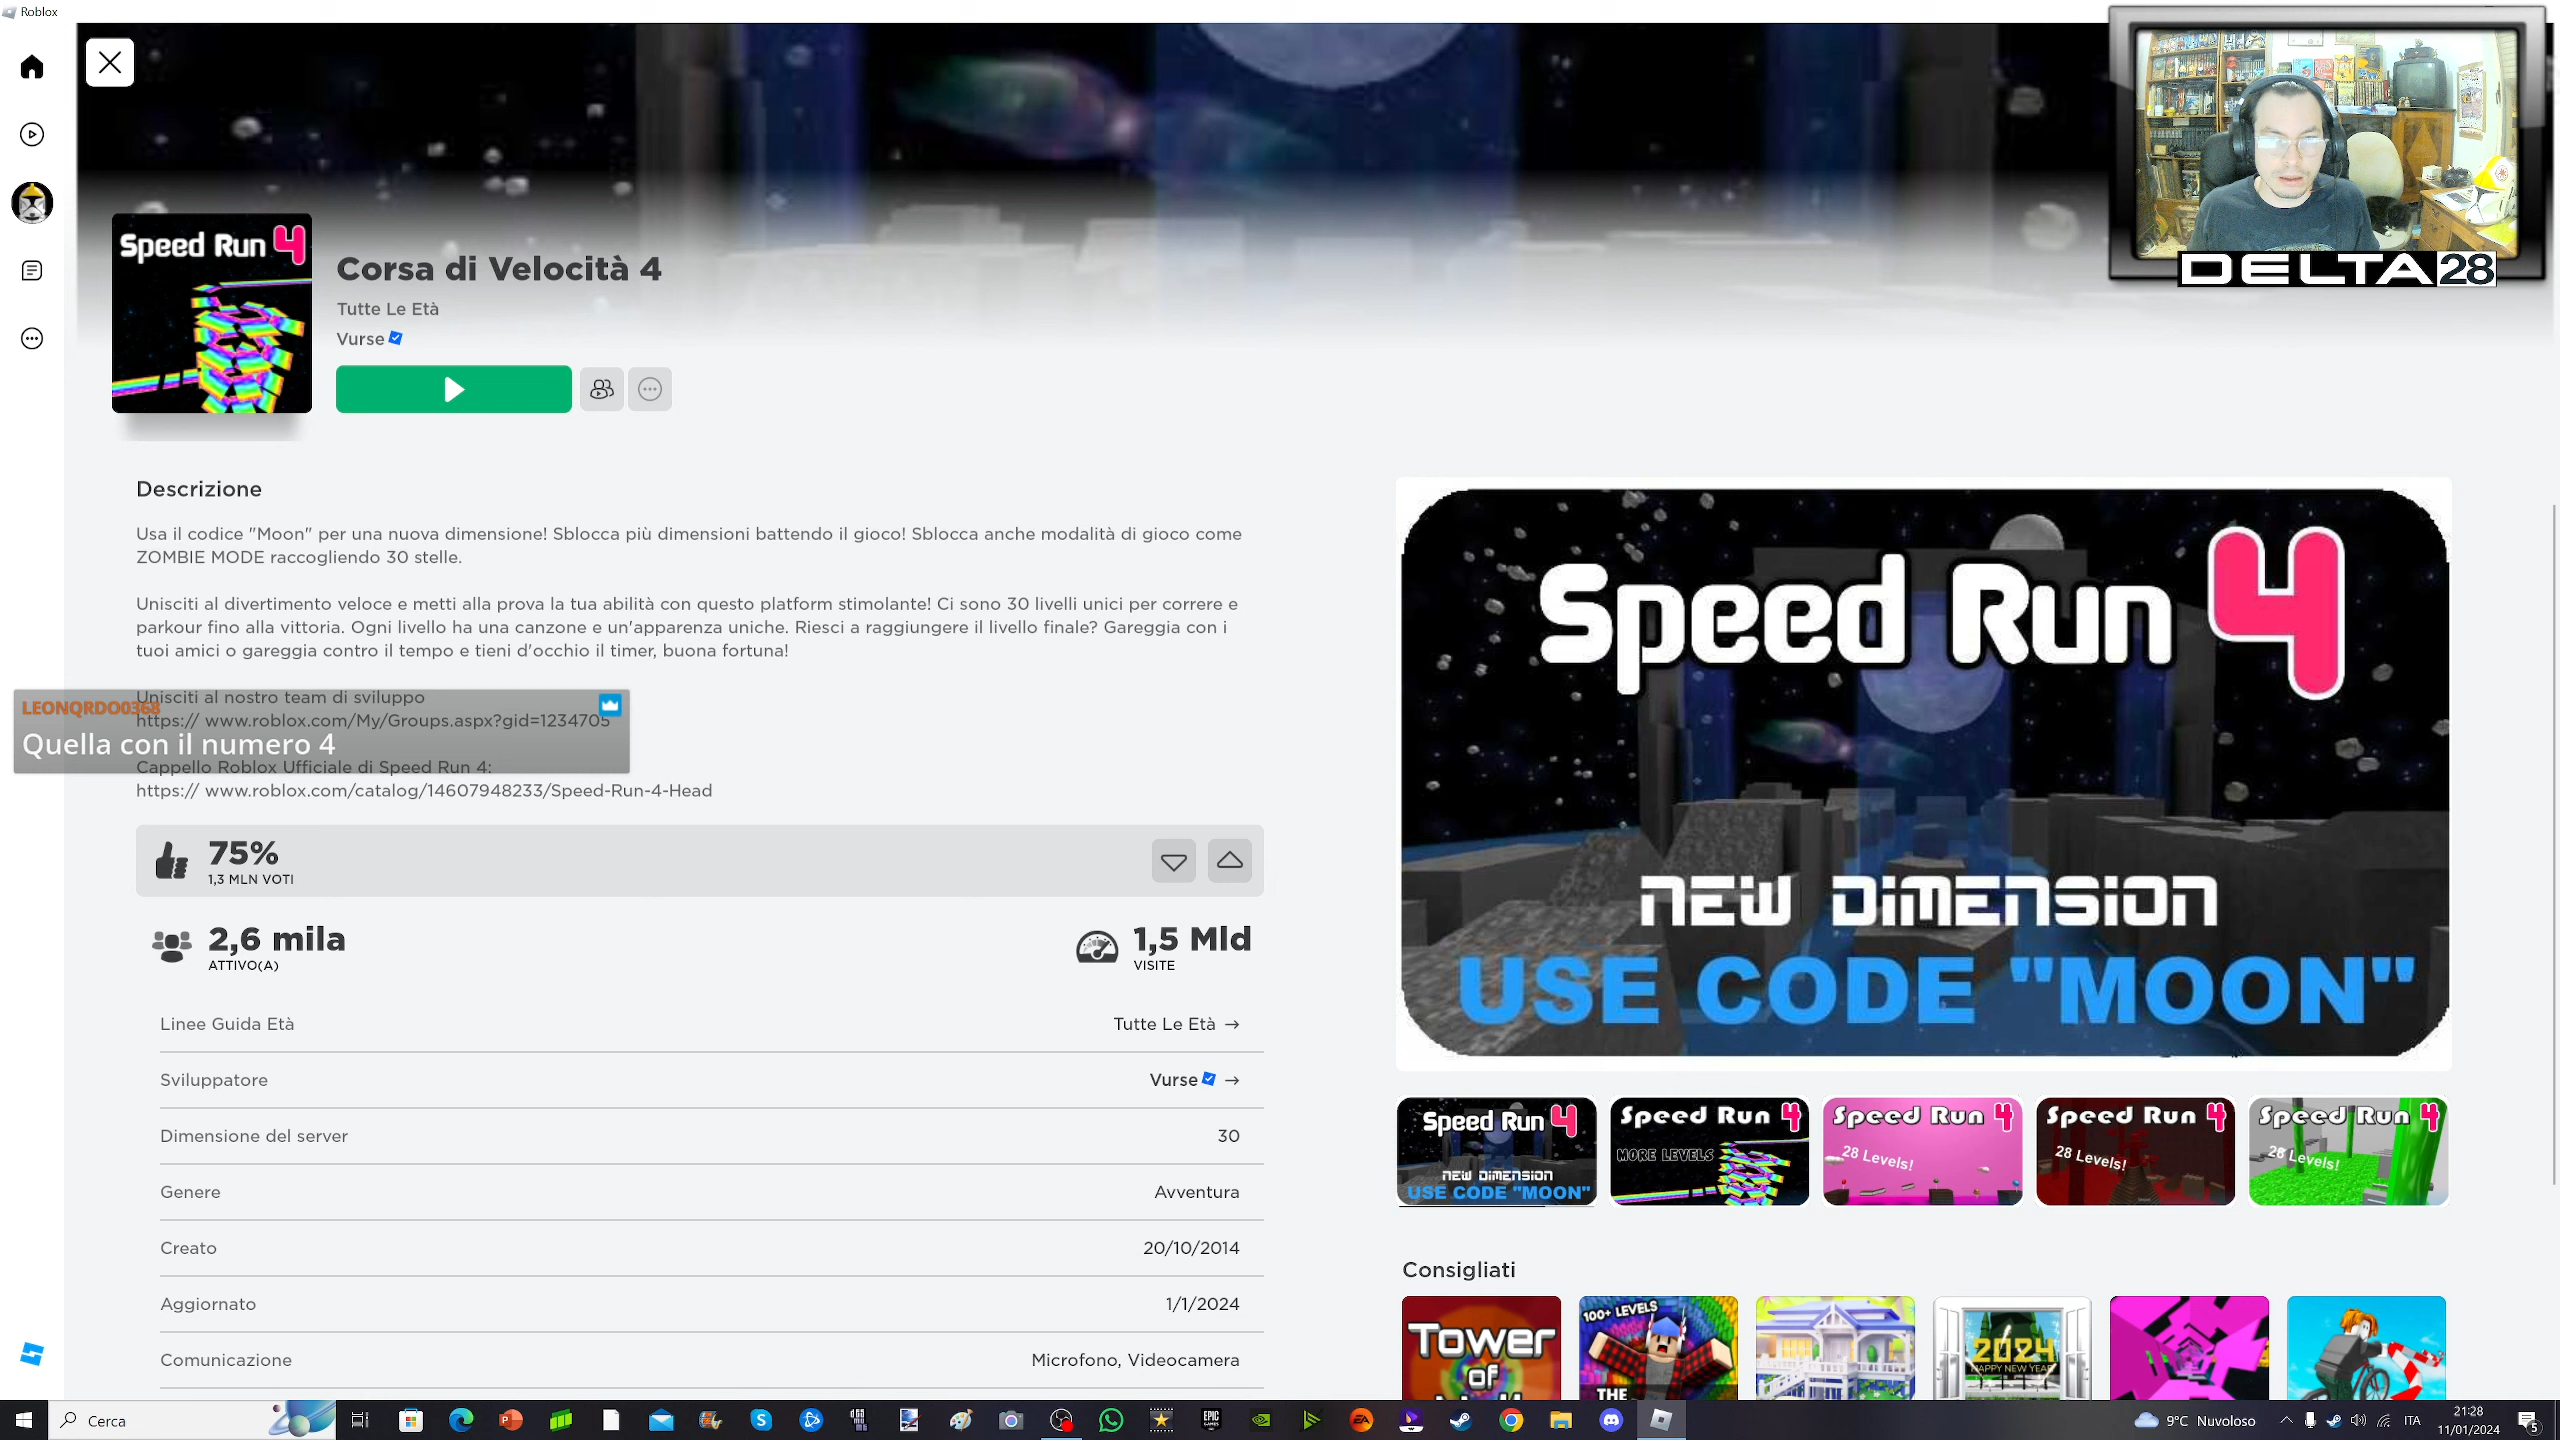 Roblox
DELTA28
Speed Run 4
Corsa di Velocità 4
Tutte Le Età
Vurse
Descrizione
Usa il codice "Moon" per una nuova dimensione! Sblocca più dimensioni battendo il gioco! Sblocca anche modalità di gioco come
ZOMBIE MODE raccogliendo 30 stelle.
Unisciti al divertimento veloce e metti alla prova la tua abilità con questo platform stimolante! Ci sono 30 livelli unici per correre e
parkour fino alla vittoria. Ogni livello ha una canzone e un'apparenza uniche. Riesci a raggiungere il livello finale? Gareggia con i
tuoi amici o gareggia contro il tempo e tieni d'occhio il timer, buona fortuna!
Unisciti al nostro team di sviluppo
LEONQRDO0368
https:// www.roblox.com/My/Groups.aspx?gid=1234705
Quella con il numero 4
Cappello Roblox Ufficiale di Speed Run 4:
https:// www.roblox.com/catalog/14607948233/Speed-Run-4-Head
75%
1,3 MLN VOTI
2,6 mila
ATTIVO(A)
1,5 Mld
VISITE
Linee Guida Età
Tutte Le Età →
Sviluppatore
Vurse →
Dimensione del server
30
Genere
Avventura
Creato
20/10/2014
Aggiornato
1/1/2024
Comunicazione
Microfono, Videocamera
Speed Run 4
NEW DIMENSION
USE CODE "MOON"
Speed Run 4
NEW DIMENSION
USE CODE "MOON"
Speed Run 4
MORE LEVELS
Speed Run 4
28 Levels!
Speed Run 4
28 Levels!
Speed Run 4
28 Levels!
Consigliati
Tower
of
100+ LEVELS
THE
2024
HAPPY NEW YEAR
Cerca
EPIC
GAMES
EA
9°C Nuvoloso
ITA
21:28
11/01/2024
5